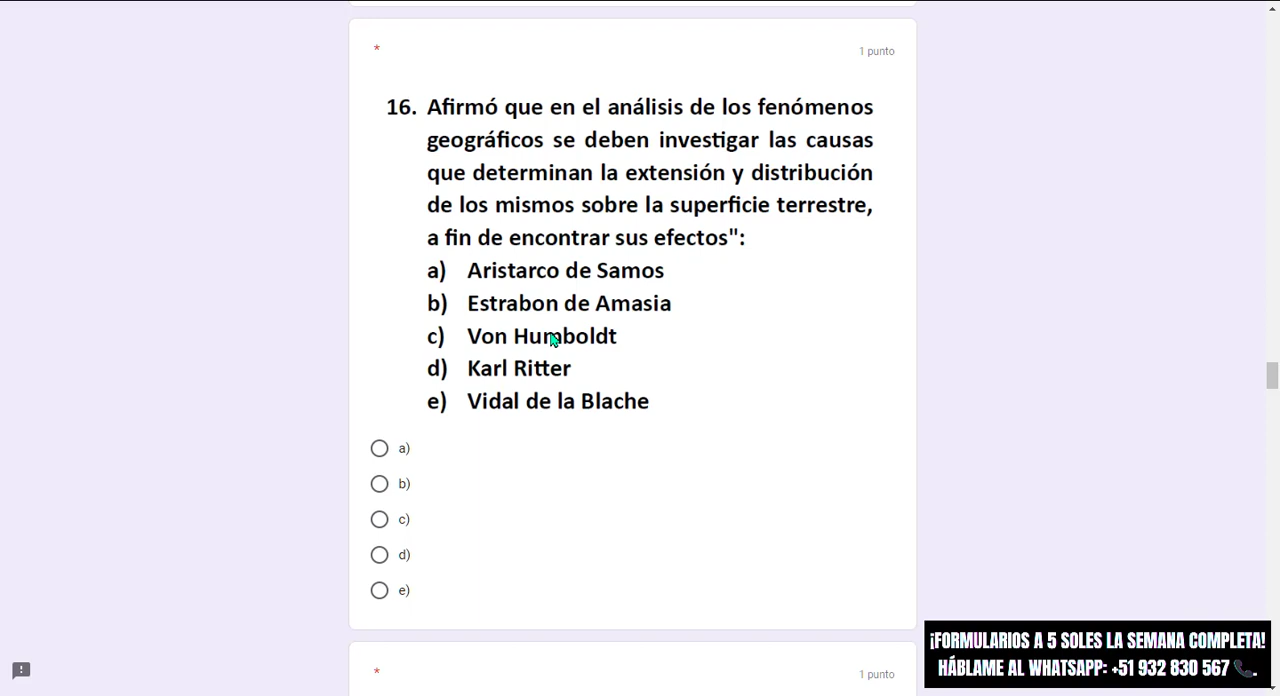 *
1 punto
16. Afirmó que en el análisis de los fenómenos
geográficos se deben investigar las causas
que determinan la extensión y distribución
de los mismos sobre la superficie terrestre,
a fin de encontrar sus efectos":
a) Aristarco de Samos
b) Estrabon de Amasia
c) Von Humboldt
d) Karl Ritter
e) Vidal de la Blache
a)
b)
c)
d)
e)
*
1 punto
¡FORMULARIOS A 5 SOLES LA SEMANA COMPLETA!
HÁBLAME AL WHATSAPP: +51 932 830 567 📞.